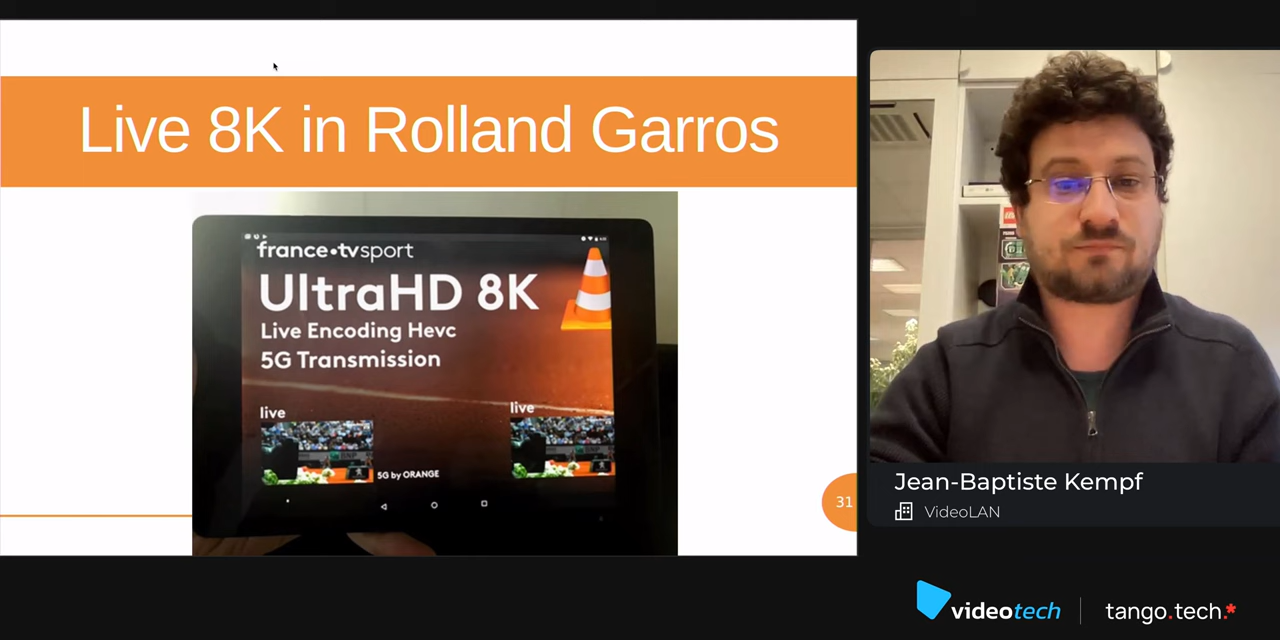 Live 8K in Rolland Garros
france•tvsport
UltraHD 8K
Live Encoding Hevc
5G Transmission
live
live
5G by ORANGE
31
Jean-Baptiste Kempf
VideoLAN
videotech
tango.tech.*